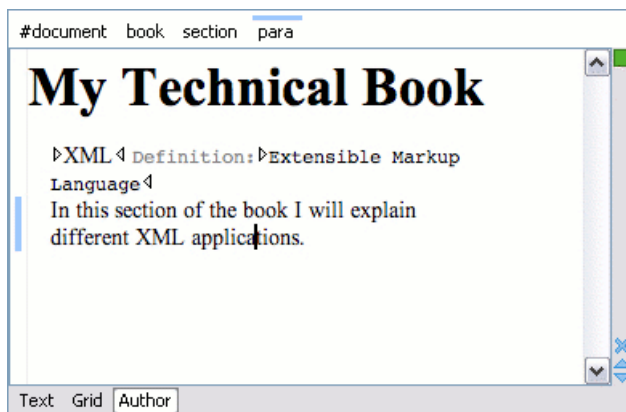 #document book section para
My Technical Book
XML Definition: Extensible Markup
Language
In this section of the book I will explain
different XML applications.
Text Grid Author